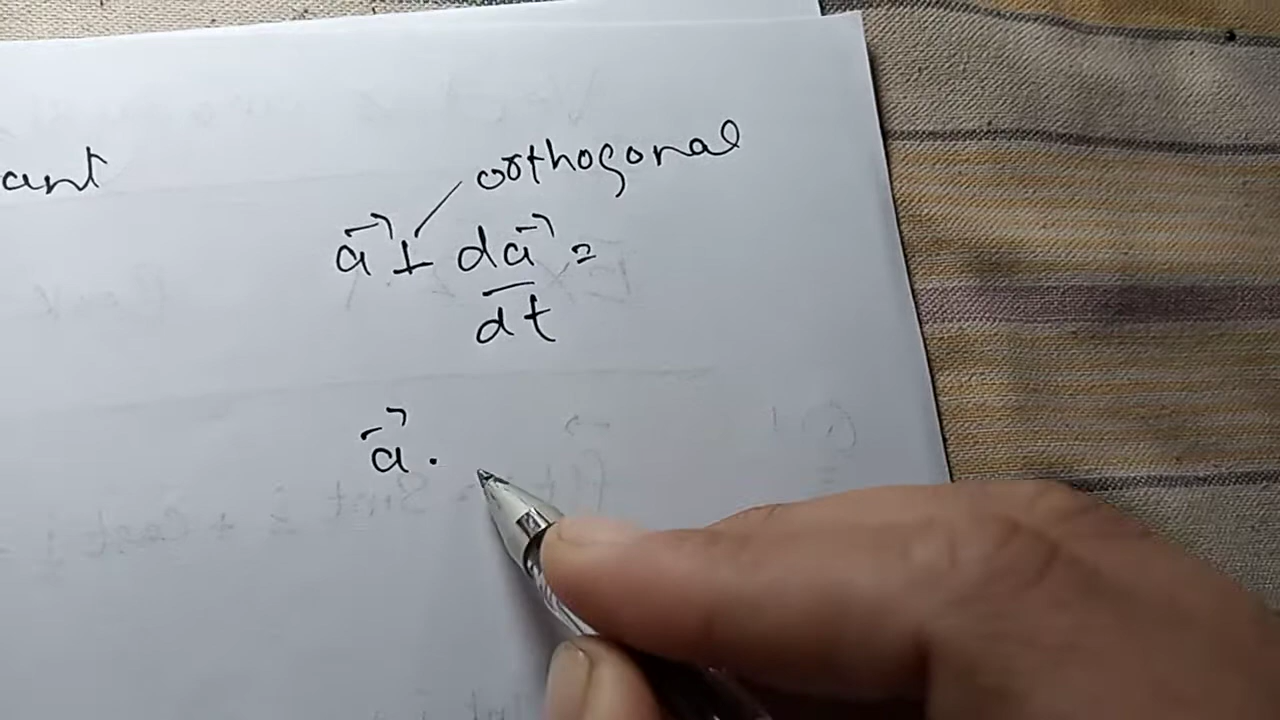 orthogonal
ant
a⃗ ⊥ da⃗ =
dt
a⃗ .